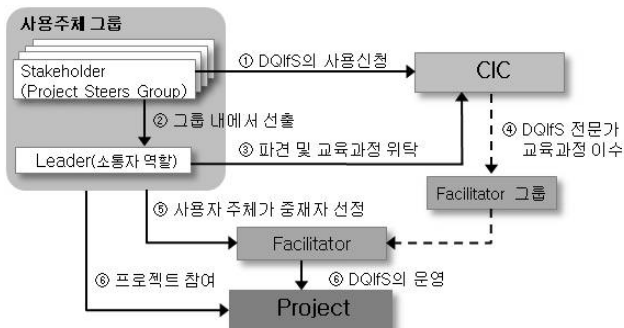 사용주체 그룹
Stakeholder
(Project Steers Group)
① DQIfS의 사용신청
CIC
② 그룹 내에서 선출
Leader(소통자 역할)
③ 파견 및 교육과정 위탁
④ DQIfS 전문가
교육과정 이수
Facilitator 그룹
⑤ 사용자 주체가 중재자 선정
Facilitator
⑥ 프로젝트 참여
⑥ DQIfS의 운영
Project